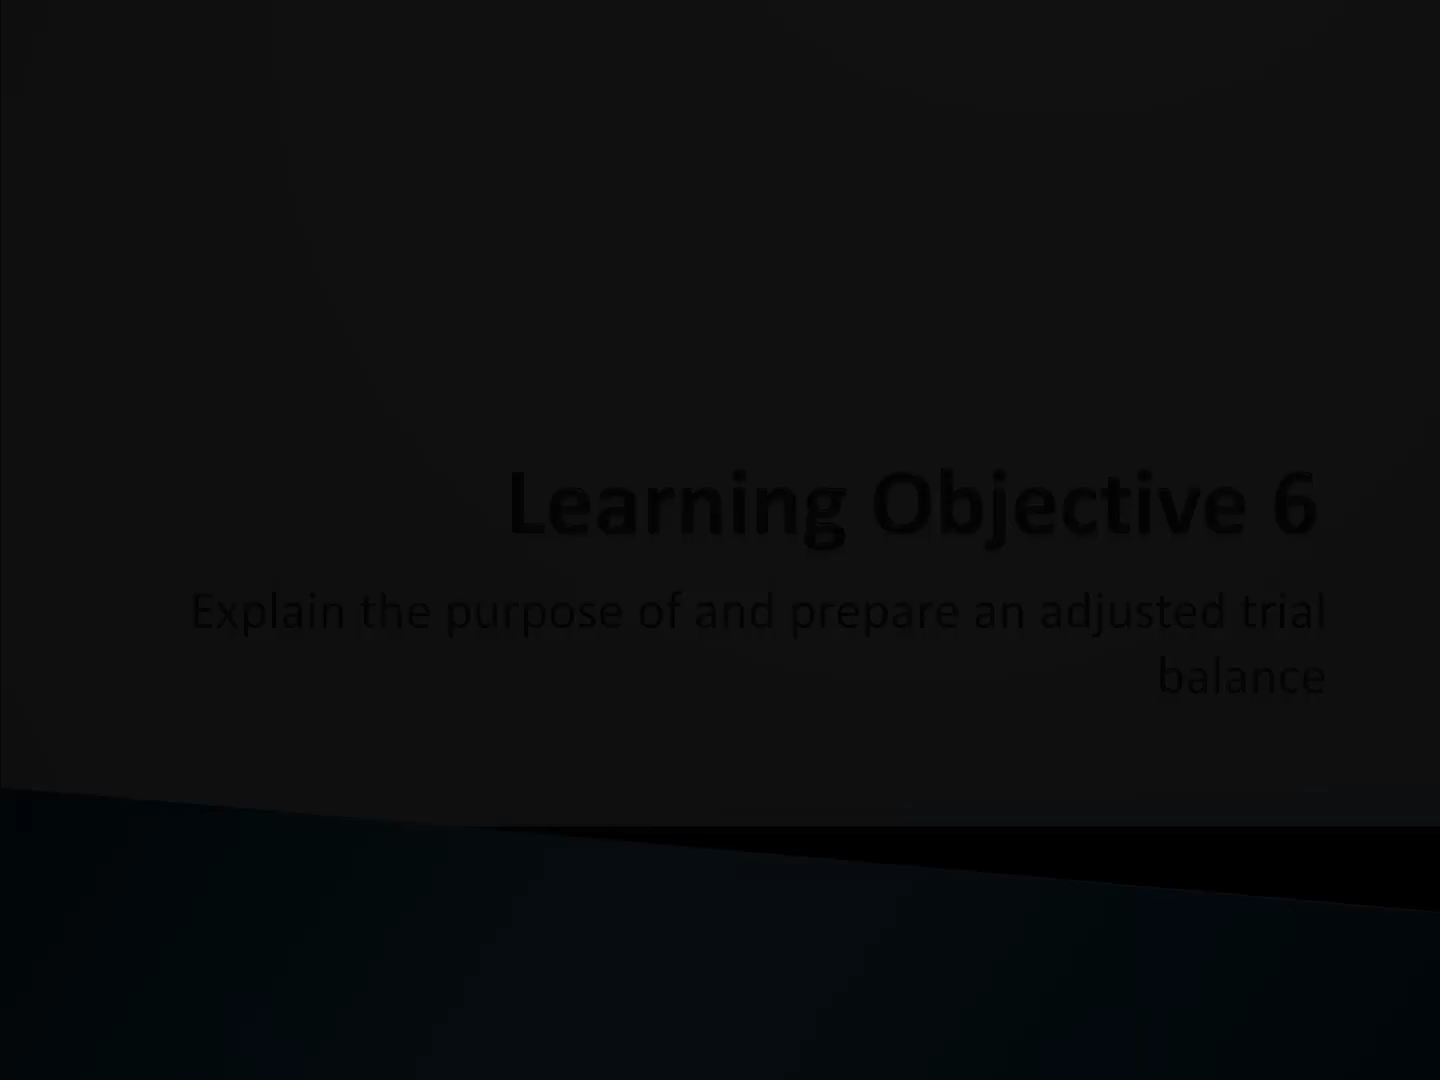 Learning Objective 6
Explain the purpose of and prepare an adjusted trial
balance